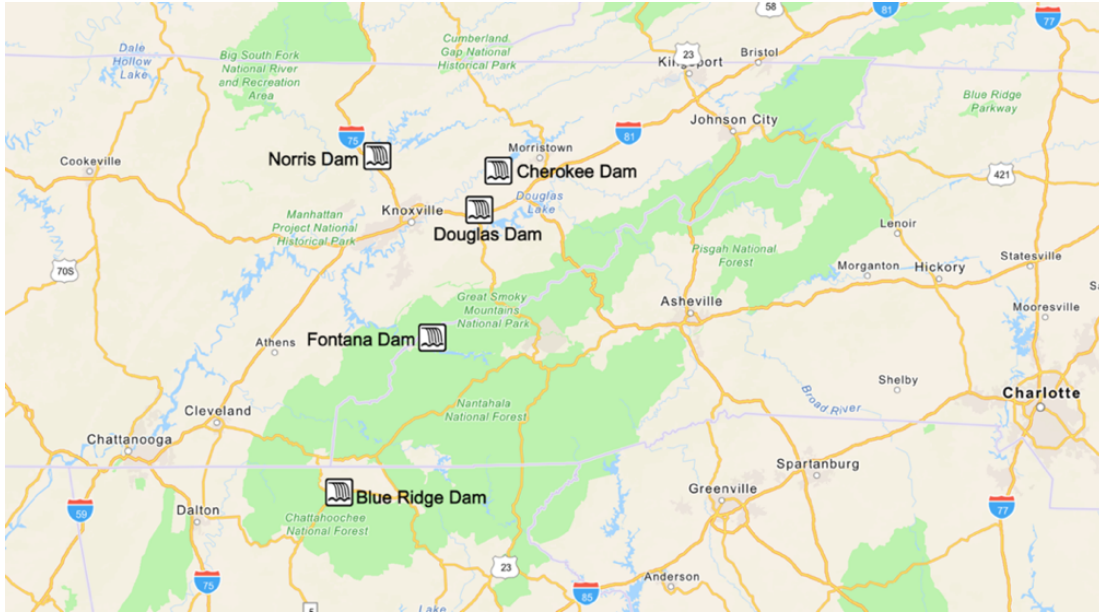 58
81
77
Dale
Hollow
Lake
Big South Fork
National River
and Recreation
Area
Cumberland
Gap National
Historical Park
23
Bristol
Kingsport
Blue Ridge
Parkway
75
Johnson City
81
Cookeville
Norris Dam
Morristown
Cherokee Dam
421
Douglas
Lake
Manhattan
Project National
Historical Park
Knoxville
Douglas Dam
Lenoir
70S
Pisgah National
Forest
Morganton
Hickory
Statesville
Great Smoky
Mountains
National Park
Asheville
Mooresville
Athens
Fontana Dam
Shelby
Charlotte
Cleveland
Nantahala
National Forest
Broad River
Chattanooga
Spartanburg
Blue Ridge Dam
Greenville
59
Dalton
Chattahoochee
National Forest
77
75
23
Anderson
85
5
Lake